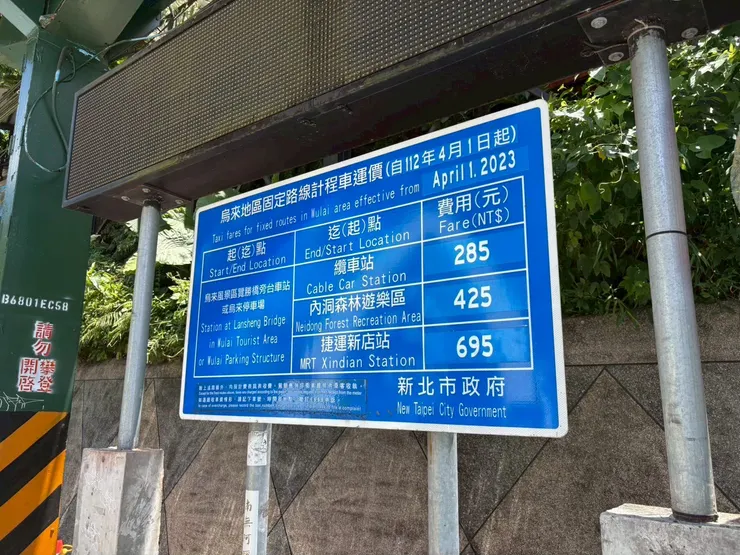 烏來地區固定路線計程車運價(自112年4月1日起)
Taxi fares for fixed routes in Wulai area effective from April 1. 2023
起(迄)點
Start/End Location
迄(起)點
End/Start Location
費用(元)
Fare(NT$)
烏來風景區覽勝橋旁台車站
或烏來停車場
Station at Lansheng Bridge
in Wulai Tourist Area
or Wulai Parking Structure
纜車站
Cable Car Station
285
內洞森林遊樂區
Neidong Forest Recreation Area
425
捷運新店站
MRT Xindian Station
695
新北市政府
New Taipei City Government
B6801EC58
請勿
攀登
開啓
南無阿